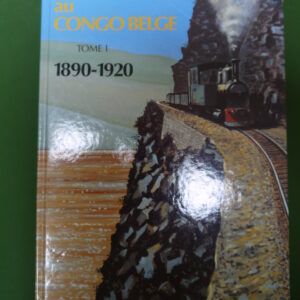 au
CONGO BELGE
TOME I
1890-1920